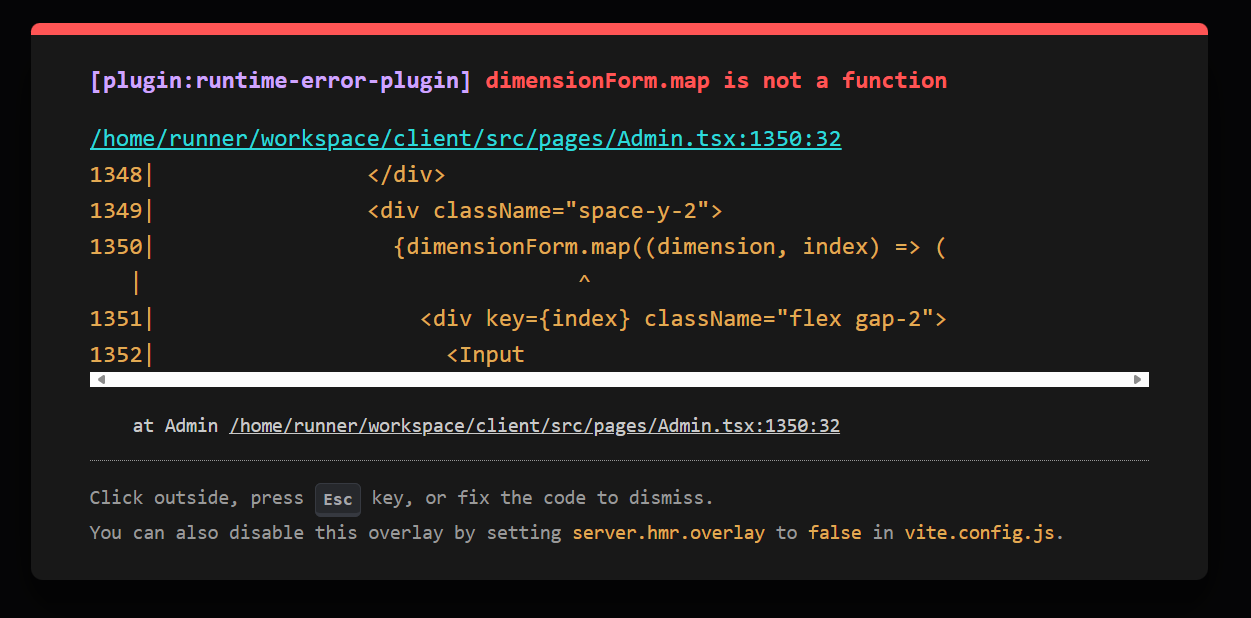 [plugin:runtime-error-plugin] dimensionForm.map is not a function
/home/runner/workspace/client/src/pages/Admin.tsx:1350:32
1348|                </div>
1349|                <div className="space-y-2">
1350|                  {dimensionForm.map((dimension, index) => (
   |                                ^
1351|                    <div key={index} className="flex gap-2">
1352|                      <Input
at Admin /home/runner/workspace/client/src/pages/Admin.tsx:1350:32
Click outside, press Esc key, or fix the code to dismiss.
You can also disable this overlay by setting server.hmr.overlay to false in vite.config.js.